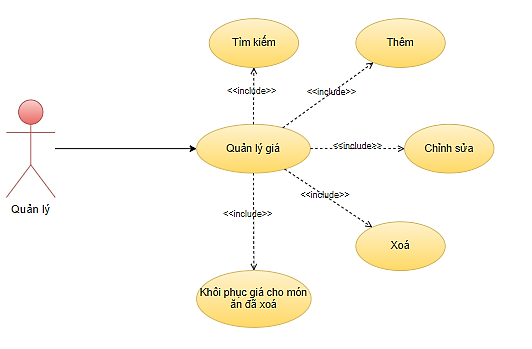 Tìm kiếm
Thêm
<<include>>
<<include>>
Quản lý giá
<<include>>
Chỉnh sửa
Quản lý
<<include>>
<<include>>
Xoá
Khôi phục giá cho món
ăn đã xoá